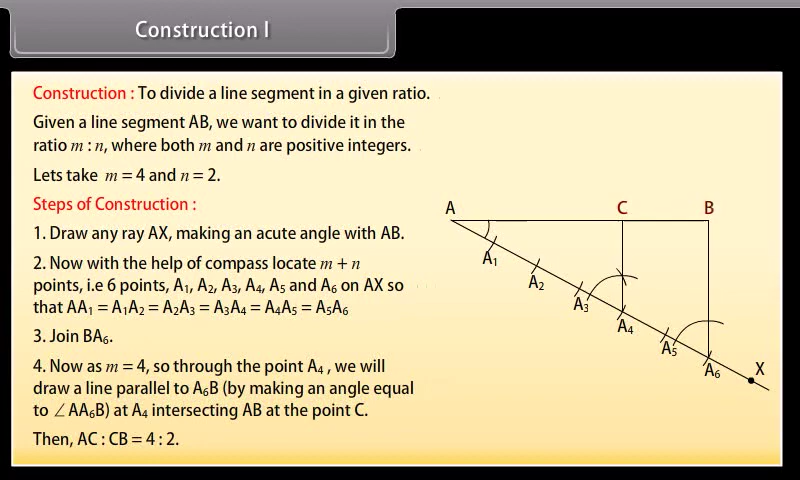 Construction I
Construction : To divide a line segment in a given ratio.
Given a line segment AB, we want to divide it in the
ratio m : n, where both m and n are positive integers.
Lets take m = 4 and n = 2.
Steps of Construction :
1. Draw any ray AX, making an acute angle with AB.
2. Now with the help of compass locate m + n
points, i.e 6 points, A₁, A₂, A₃, A₄, A₅ and A₆ on AX so
that AA₁ = A₁A₂ = A₂A₃ = A₃A₄ = A₄A₅ = A₅A₆
3. Join BA₆.
4. Now as m = 4, so through the point A₄ , we will
draw a line parallel to A₆B (by making an angle equal
to ∠AA₆B) at A₄ intersecting AB at the point C.
Then, AC : CB = 4 : 2.
A C B
A₁
A₂
A₃
A₄
A₅
A₆
X